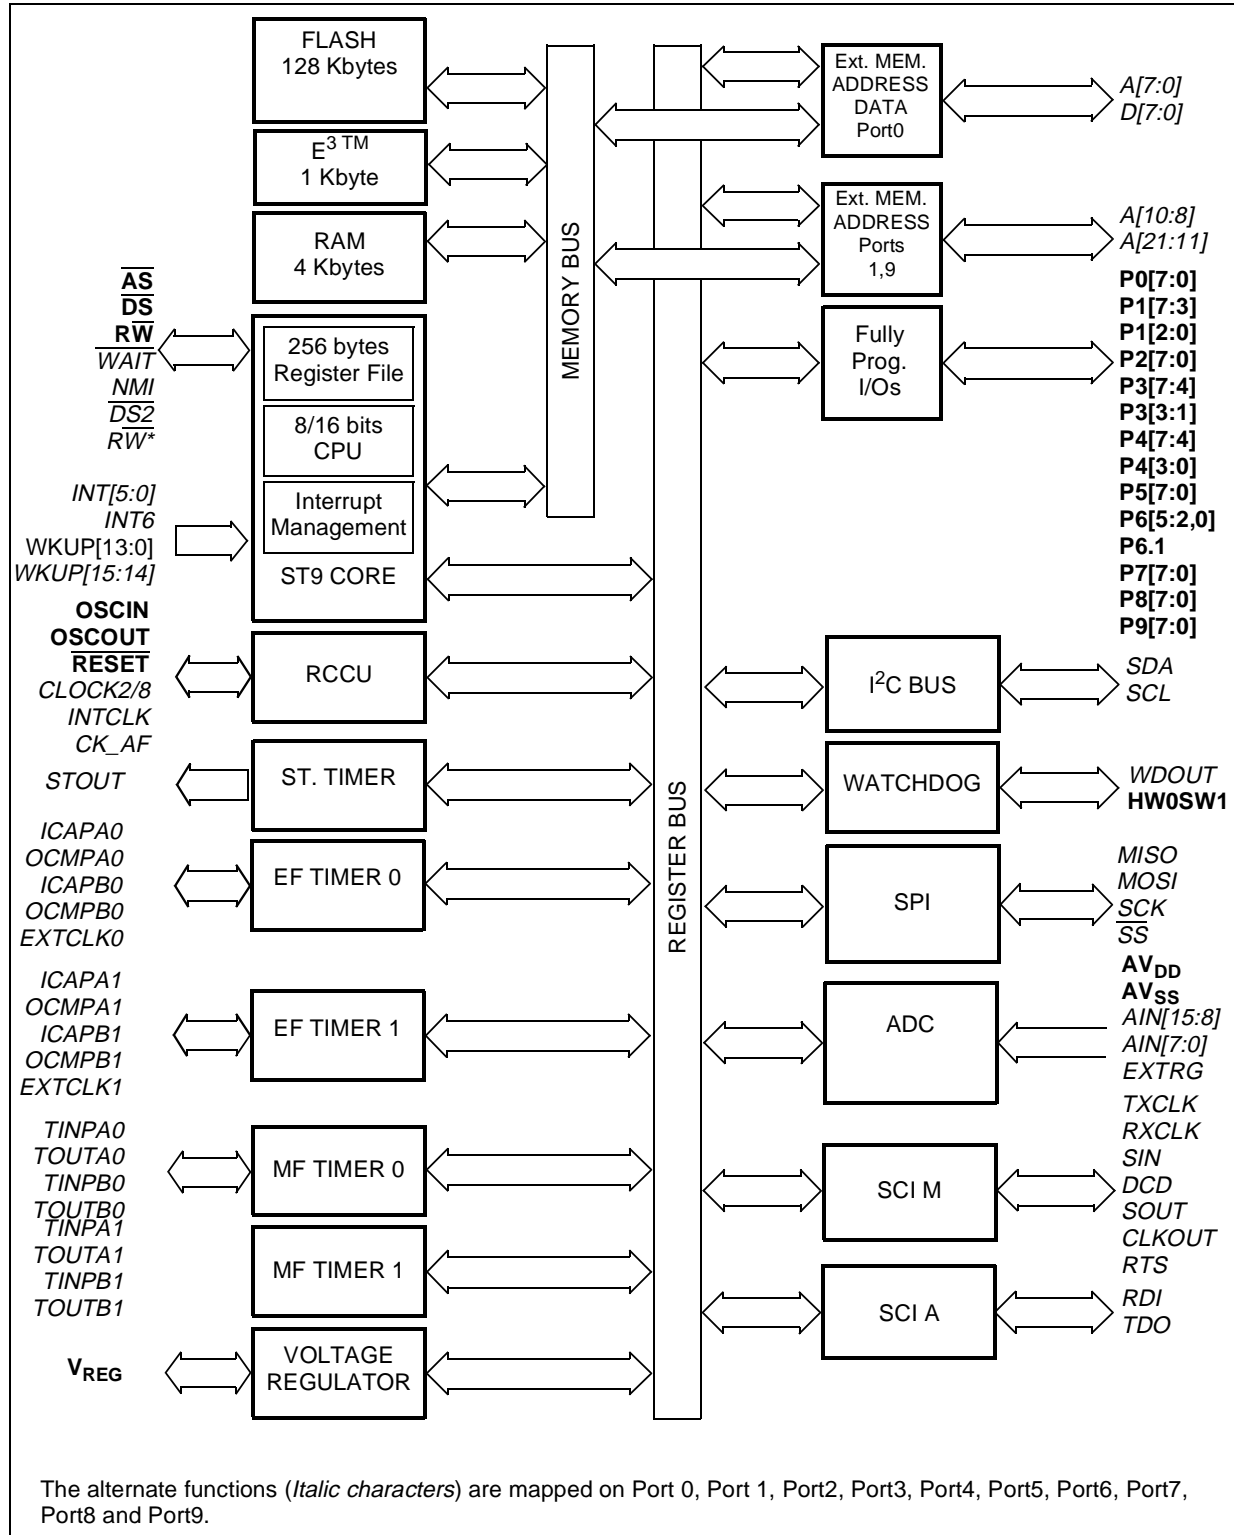 FLASH
128 Kbytes
E³ ™
1 Kbyte
RAM
4 Kbytes
A̅S̅
D̅S̅
RW̅
W̅A̅I̅T̅
NMI
D̅S̅2̅
RW̅*
256 bytes
Register File
8/16 bits
CPU
Interrupt
Management
ST9 CORE
INT[5:0]
INT6
WKUP[13:0]
WKUP[15:14]
OSCIN
OSCOUT
R̅E̅S̅E̅T̅
CLOCK2/8
INTCLK
CK_AF
RCCU
STOUT
ST. TIMER
ICAPA0
OCMPA0
ICAPB0
OCMPB0
EXTCLK0
EF TIMER 0
ICAPA1
OCMPA1
ICAPB1
OCMPB1
EXTCLK1
EF TIMER 1
TINPA0
TOUTA0
TINPB0
TOUTB0
MF TIMER 0
TINPA1
TOUTA1
TINPB1
TOUTB1
MF TIMER 1
VREG
VOLTAGE
REGULATOR
MEMORY BUS
REGISTER BUS
Ext. MEM.
ADDRESS
DATA
Port0
A[7:0]
D[7:0]
Ext. MEM.
ADDRESS
Ports
1,9
A[10:8]
A[21:11]
Fully
Prog.
I/Os
P0[7:0]
P1[7:3]
P1[2:0]
P2[7:0]
P3[7:4]
P3[3:1]
P4[7:4]
P4[3:0]
P5[7:0]
P6[5:2,0]
P6.1
P7[7:0]
P8[7:0]
P9[7:0]
I²C BUS
SDA
SCL
WATCHDOG
WDOUT
HW0SW1
SPI
MISO
MOSI
SCK
S̅S̅
ADC
AVDD
AVSS
AIN[15:8]
AIN[7:0]
EXTRG
SCI M
TXCLK
RXCLK
SIN
DCD
SOUT
CLKOUT
RTS
SCI A
RDI
TDO
The alternate functions (Italic characters) are mapped on Port 0, Port 1, Port2, Port3, Port4, Port5, Port6, Port7,
Port8 and Port9.